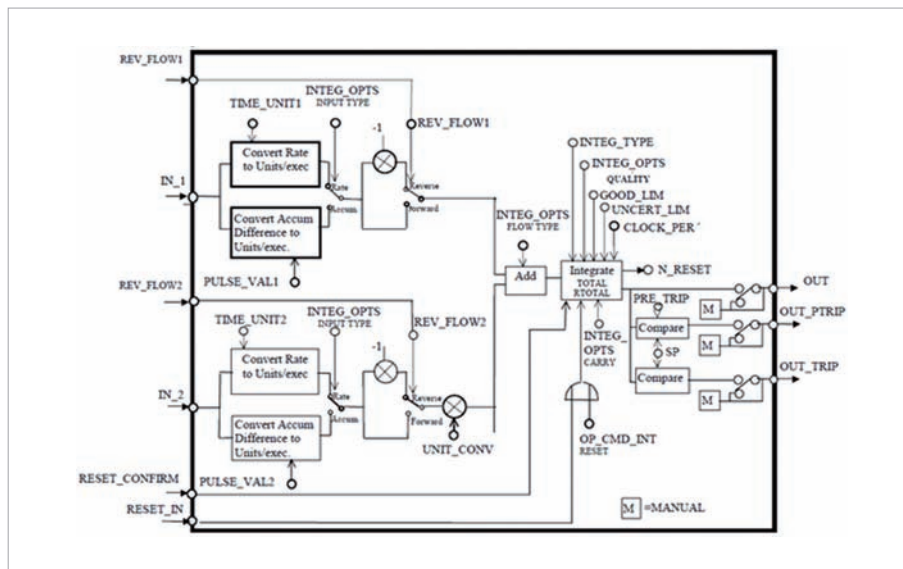 REV_FLOW1
TIME_UNIT1
INTEG_OPTS
INPUT TYPE
-1
REV_FLOW1
Convert Rate
to Units/exec
IN_1
Rate
Accum
Reverse
Forward
Convert Accum
Difference to
Units/exec.
PULSE_VAL1
INTEG_TYPE
INTEG_OPTS
QUALITY
GOOD_LIM
UNCERT_LIM
CLOCK_PER
INTEG_OPTS
FLOW TYPE
Add
Integrate
TOTAL
RTOTAL
N_RESET
OUT
PRE_TRIP
M
OUT_PTRIP
Compare
M
SP
OUT_TRIP
Compare
M
INTEG_
OPTS
CARRY
OP_CMD_INT
RESET
REV_FLOW2
TIME_UNIT2
INTEG_OPTS
INPUT TYPE
REV_FLOW2
-1
Convert Rate
to Units/exec
IN_2
Rate
Accum
Reverse
Forward
Convert Accum
Difference to
Units/exec.
UNIT_CONV
PULSE_VAL2
RESET_CONFIRM
RESET_IN
M =MANUAL